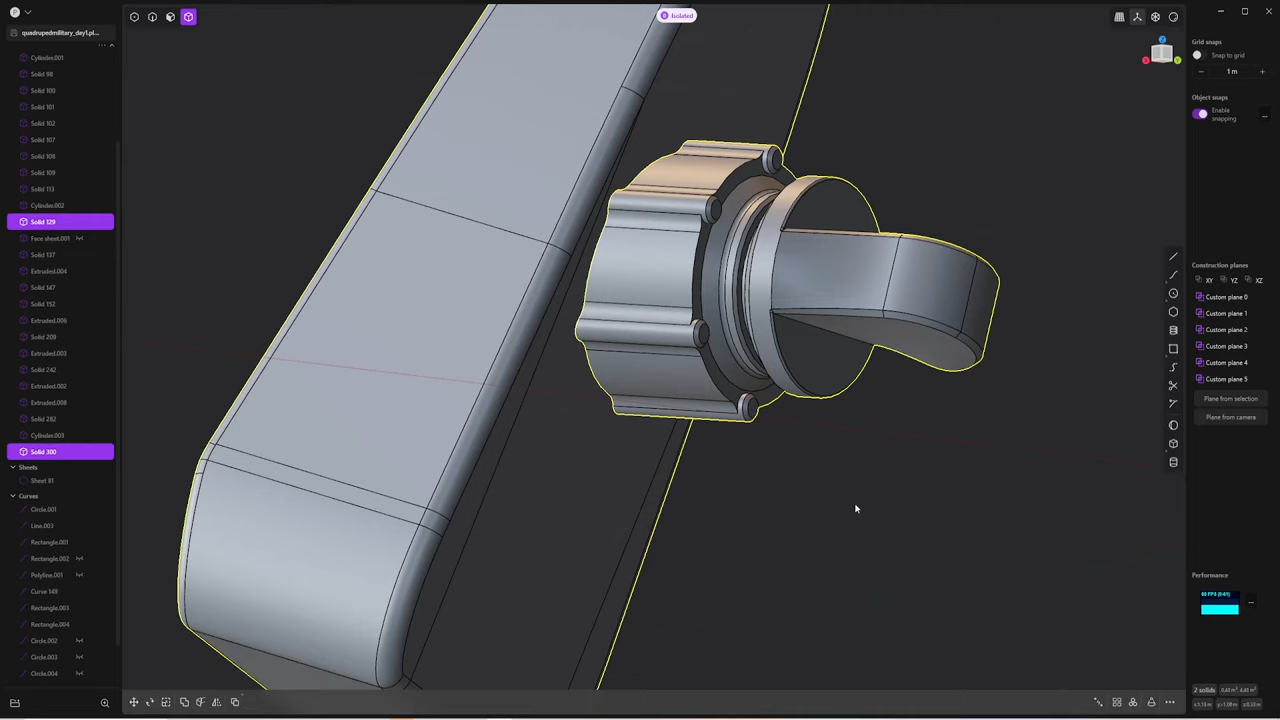 quadrupedmilitary_day1.pl...
Isolated
Cylinder.001
Solid 98
Solid 100
Solid 101
Solid 102
Solid 107
Solid 108
Solid 109
Solid 113
Cylinder.002
Solid 129
Face sheet.001
Solid 137
Extruded.004
Solid 147
Solid 152
Extruded.006
Solid 209
Extruded.003
Solid 242
Extruded.002
Extruded.008
Solid 282
Cylinder.003
Solid 300
Sheets
Sheet 81
Curves
Circle.001
Line.003
Rectangle.001
Rectangle.002
Polyline.001
Curve 149
Rectangle.003
Rectangle.004
Circle.002
Circle.003
Circle.004
Z
X
Y
Grid snaps
Snap to grid
1 m
Object snaps
Enable
snapping
Construction planes
XY YZ XZ
Custom plane 0
Custom plane 1
Custom plane 2
Custom plane 3
Custom plane 4
Custom plane 5
Plane from selection
Plane from camera
Performance
2 solids